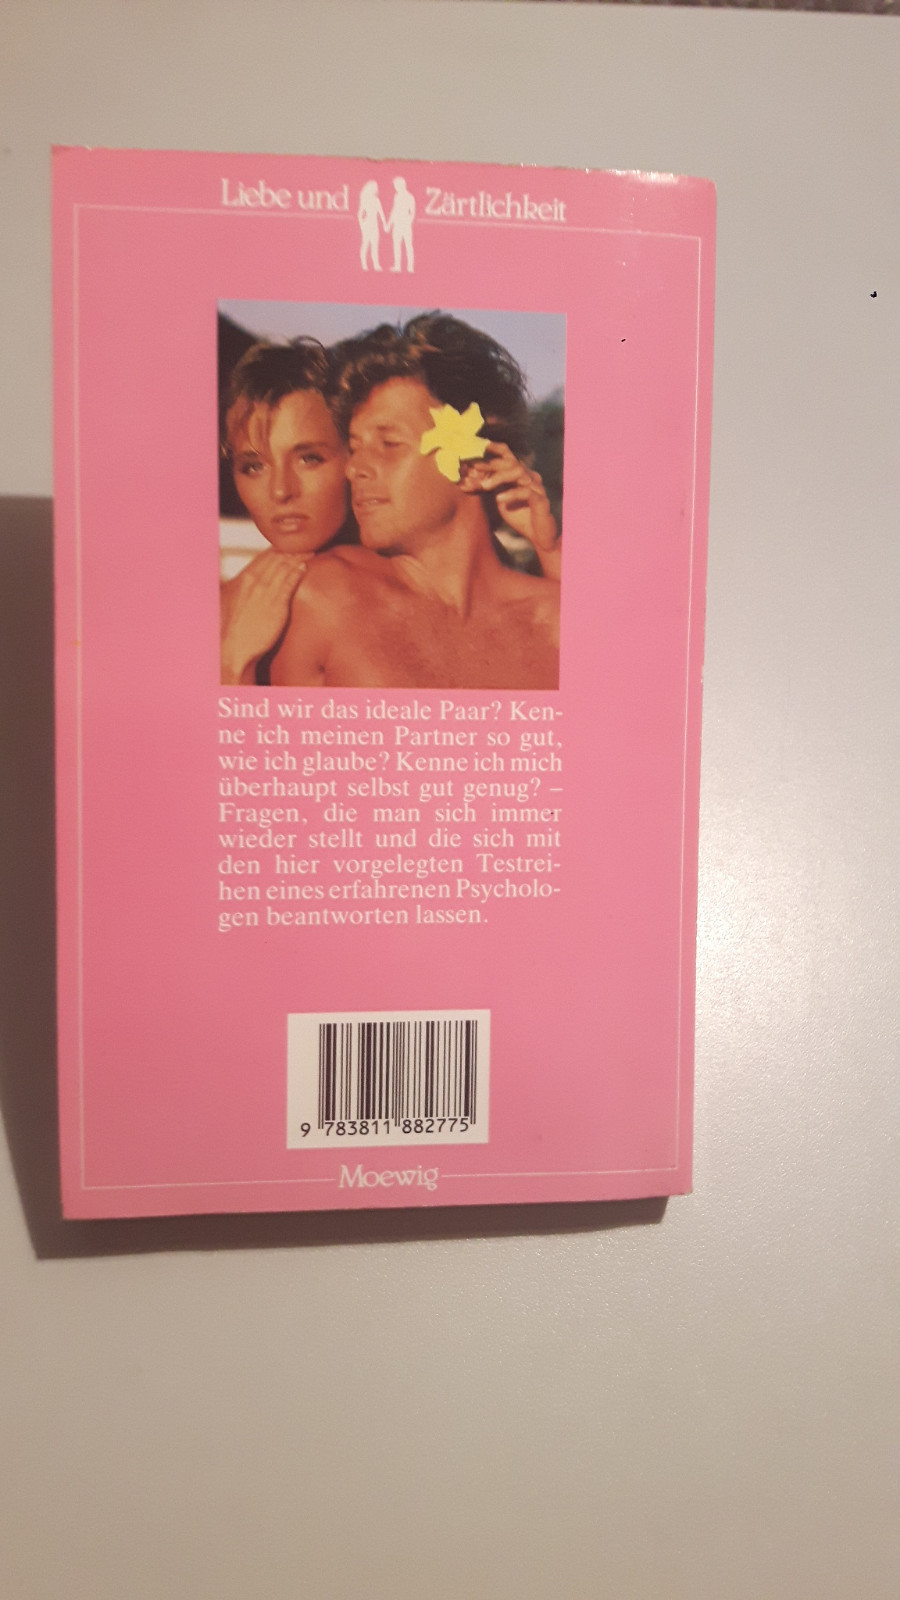 Liebe und Zärtlichkeit
Sind wir das ideale Paar? Ken-
ne ich meinen Partner so gut,
wie ich glaube? Kenne ich mich
überhaupt selbst gut genug? –
Fragen, die man sich immer
wieder stellt und die sich mit
den hier vorgelegten Testrei-
hen eines erfahrenen Psycholo-
gen beantworten lassen.
9 783811 882775
Moewig